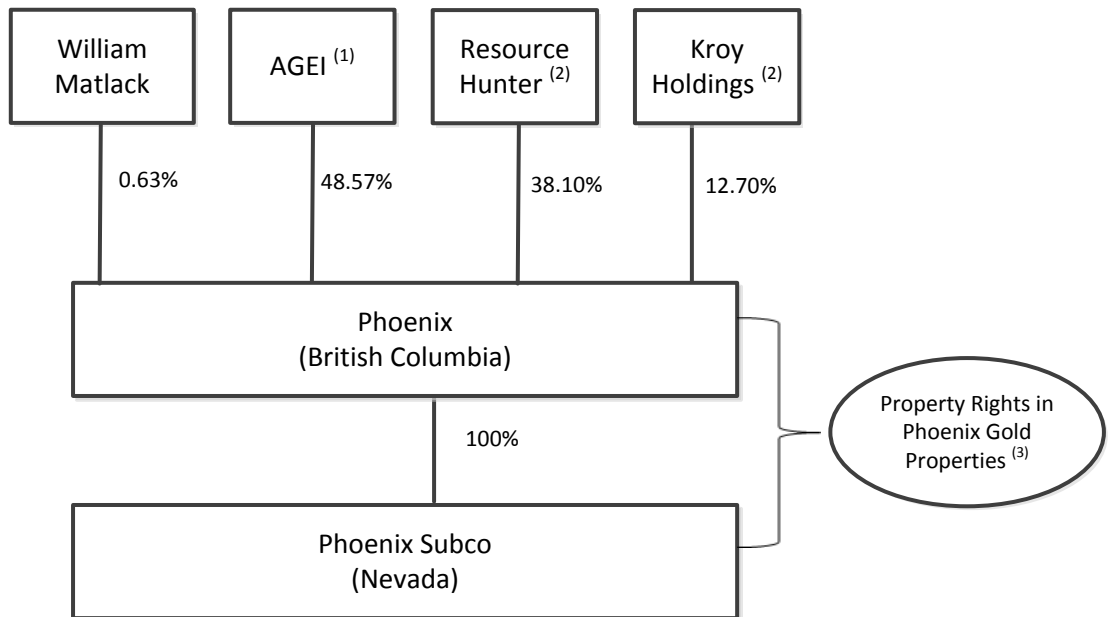 William
Matlack
AGEI (1)
Resource
Hunter (2)
Kroy
Holdings (2)
0.63%
48.57%
38.10%
12.70%
Phoenix
(British Columbia)
Property Rights in
Phoenix Gold
Properties (3)
100%
Phoenix Subco
(Nevada)